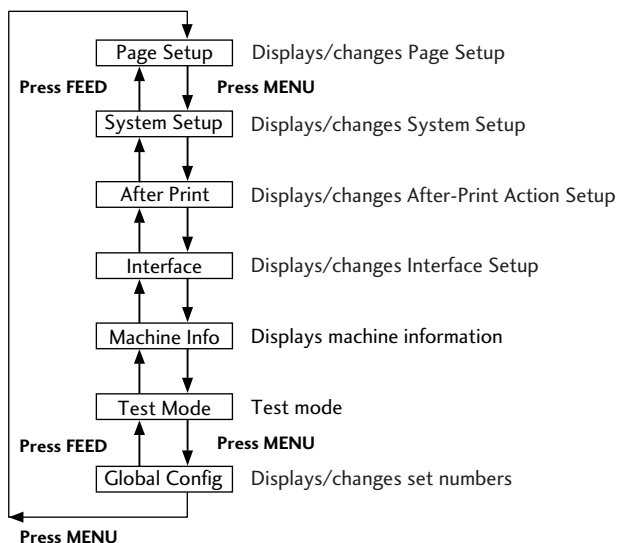 Page Setup Displays/changes Page Setup
Press FEED Press MENU
System Setup Displays/changes System Setup
After Print Displays/changes After-Print Action Setup
Interface Displays/changes Interface Setup
Machine Info Displays machine information
Test Mode Test mode
Press FEED Press MENU
Global Config Displays/changes set numbers
Press MENU